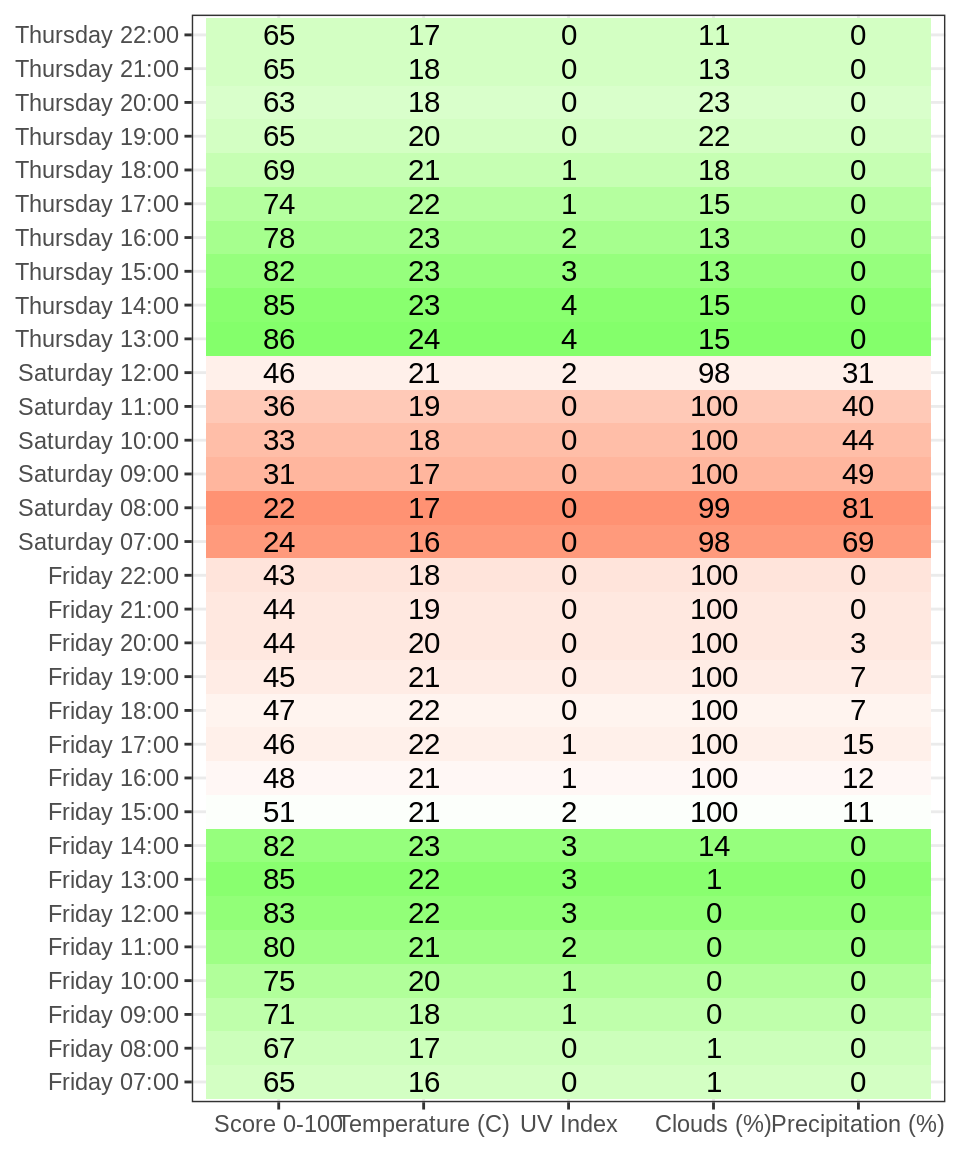 Thursday 22:00 65 17 0 11 0
Thursday 21:00 65 18 0 13 0
Thursday 20:00 63 18 0 23 0
Thursday 19:00 65 20 0 22 0
Thursday 18:00 69 21 1 18 0
Thursday 17:00 74 22 1 15 0
Thursday 16:00 78 23 2 13 0
Thursday 15:00 82 23 3 13 0
Thursday 14:00 85 23 4 15 0
Thursday 13:00 86 24 4 15 0
Saturday 12:00 46 21 2 98 31
Saturday 11:00 36 19 0 100 40
Saturday 10:00 33 18 0 100 44
Saturday 09:00 31 17 0 100 49
Saturday 08:00 22 17 0 99 81
Saturday 07:00 24 16 0 98 69
Friday 22:00 43 18 0 100 0
Friday 21:00 44 19 0 100 0
Friday 20:00 44 20 0 100 3
Friday 19:00 45 21 0 100 7
Friday 18:00 47 22 0 100 7
Friday 17:00 46 22 1 100 15
Friday 16:00 48 21 1 100 12
Friday 15:00 51 21 2 100 11
Friday 14:00 82 23 3 14 0
Friday 13:00 85 22 3 1 0
Friday 12:00 83 22 3 0 0
Friday 11:00 80 21 2 0 0
Friday 10:00 75 20 1 0 0
Friday 09:00 71 18 1 0 0
Friday 08:00 67 17 0 1 0
Friday 07:00 65 16 0 1 0
Score 0-100 Temperature (C) UV Index Clouds (%) Precipitation (%)